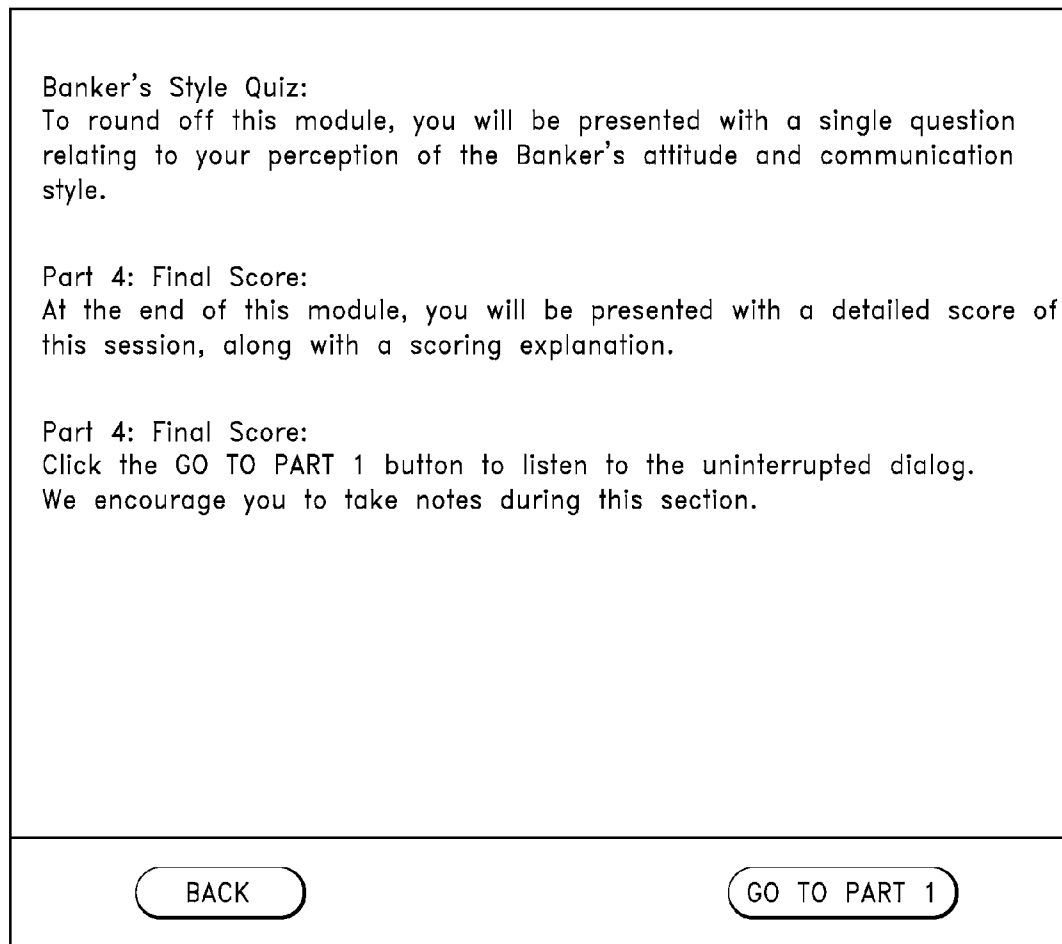 Banker's Style Quiz:
To round off this module, you will be presented with a single question
relating to your perception of the Banker's attitude and communication
style.
Part 4: Final Score:
At the end of this module, you will be presented with a detailed score of
this session, along with a scoring explanation.
Part 4: Final Score:
Click the GO TO PART 1 button to listen to the uninterrupted dialog.
We encourage you to take notes during this section.
BACK
GO TO PART 1